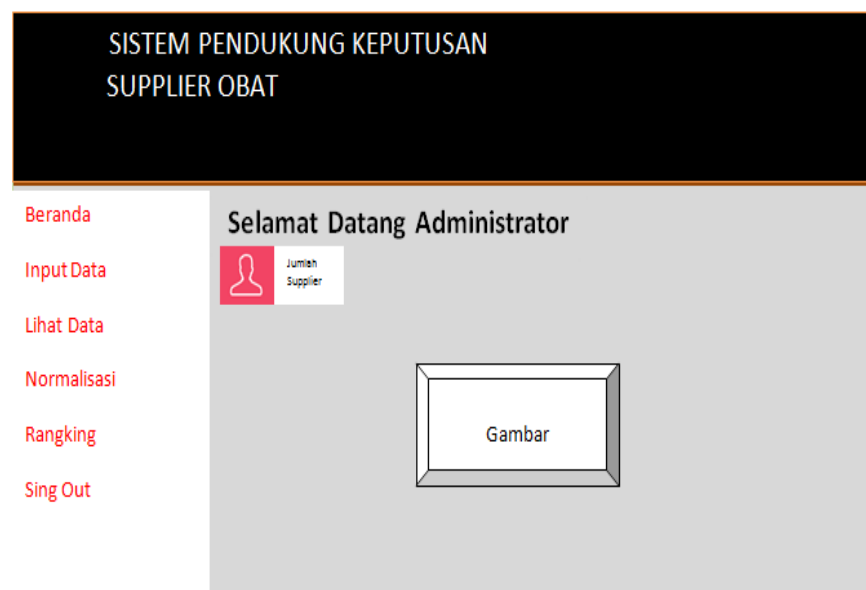 SISTEM PENDUKUNG KEPUTUSAN
SUPPLIER OBAT
Beranda
Input Data
Lihat Data
Normalisasi
Rangking
Sing Out
Selamat Datang Administrator
Jumlah
Supplier
Gambar